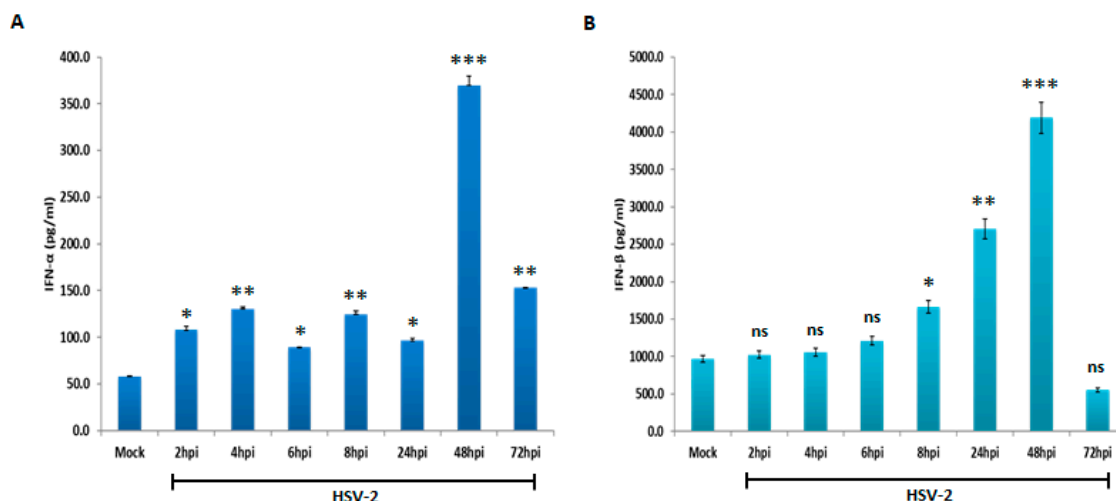 A
400.0
350.0
300.0
250.0
200.0
150.0
100.0
50.0
0.0
IFN-α (pg/ml)
*
**
*
**
*
***
**
Mock 2hpi 4hpi 6hpi 8hpi 24hpi 48hpi 72hpi
HSV-2
B
5000.0
4500.0
4000.0
3500.0
3000.0
2500.0
2000.0
1500.0
1000.0
500.0
0.0
IFN-β (pg/ml)
ns
ns
ns
*
**
***
ns
Mock 2hpi 4hpi 6hpi 8hpi 24hpi 48hpi 72hpi
HSV-2